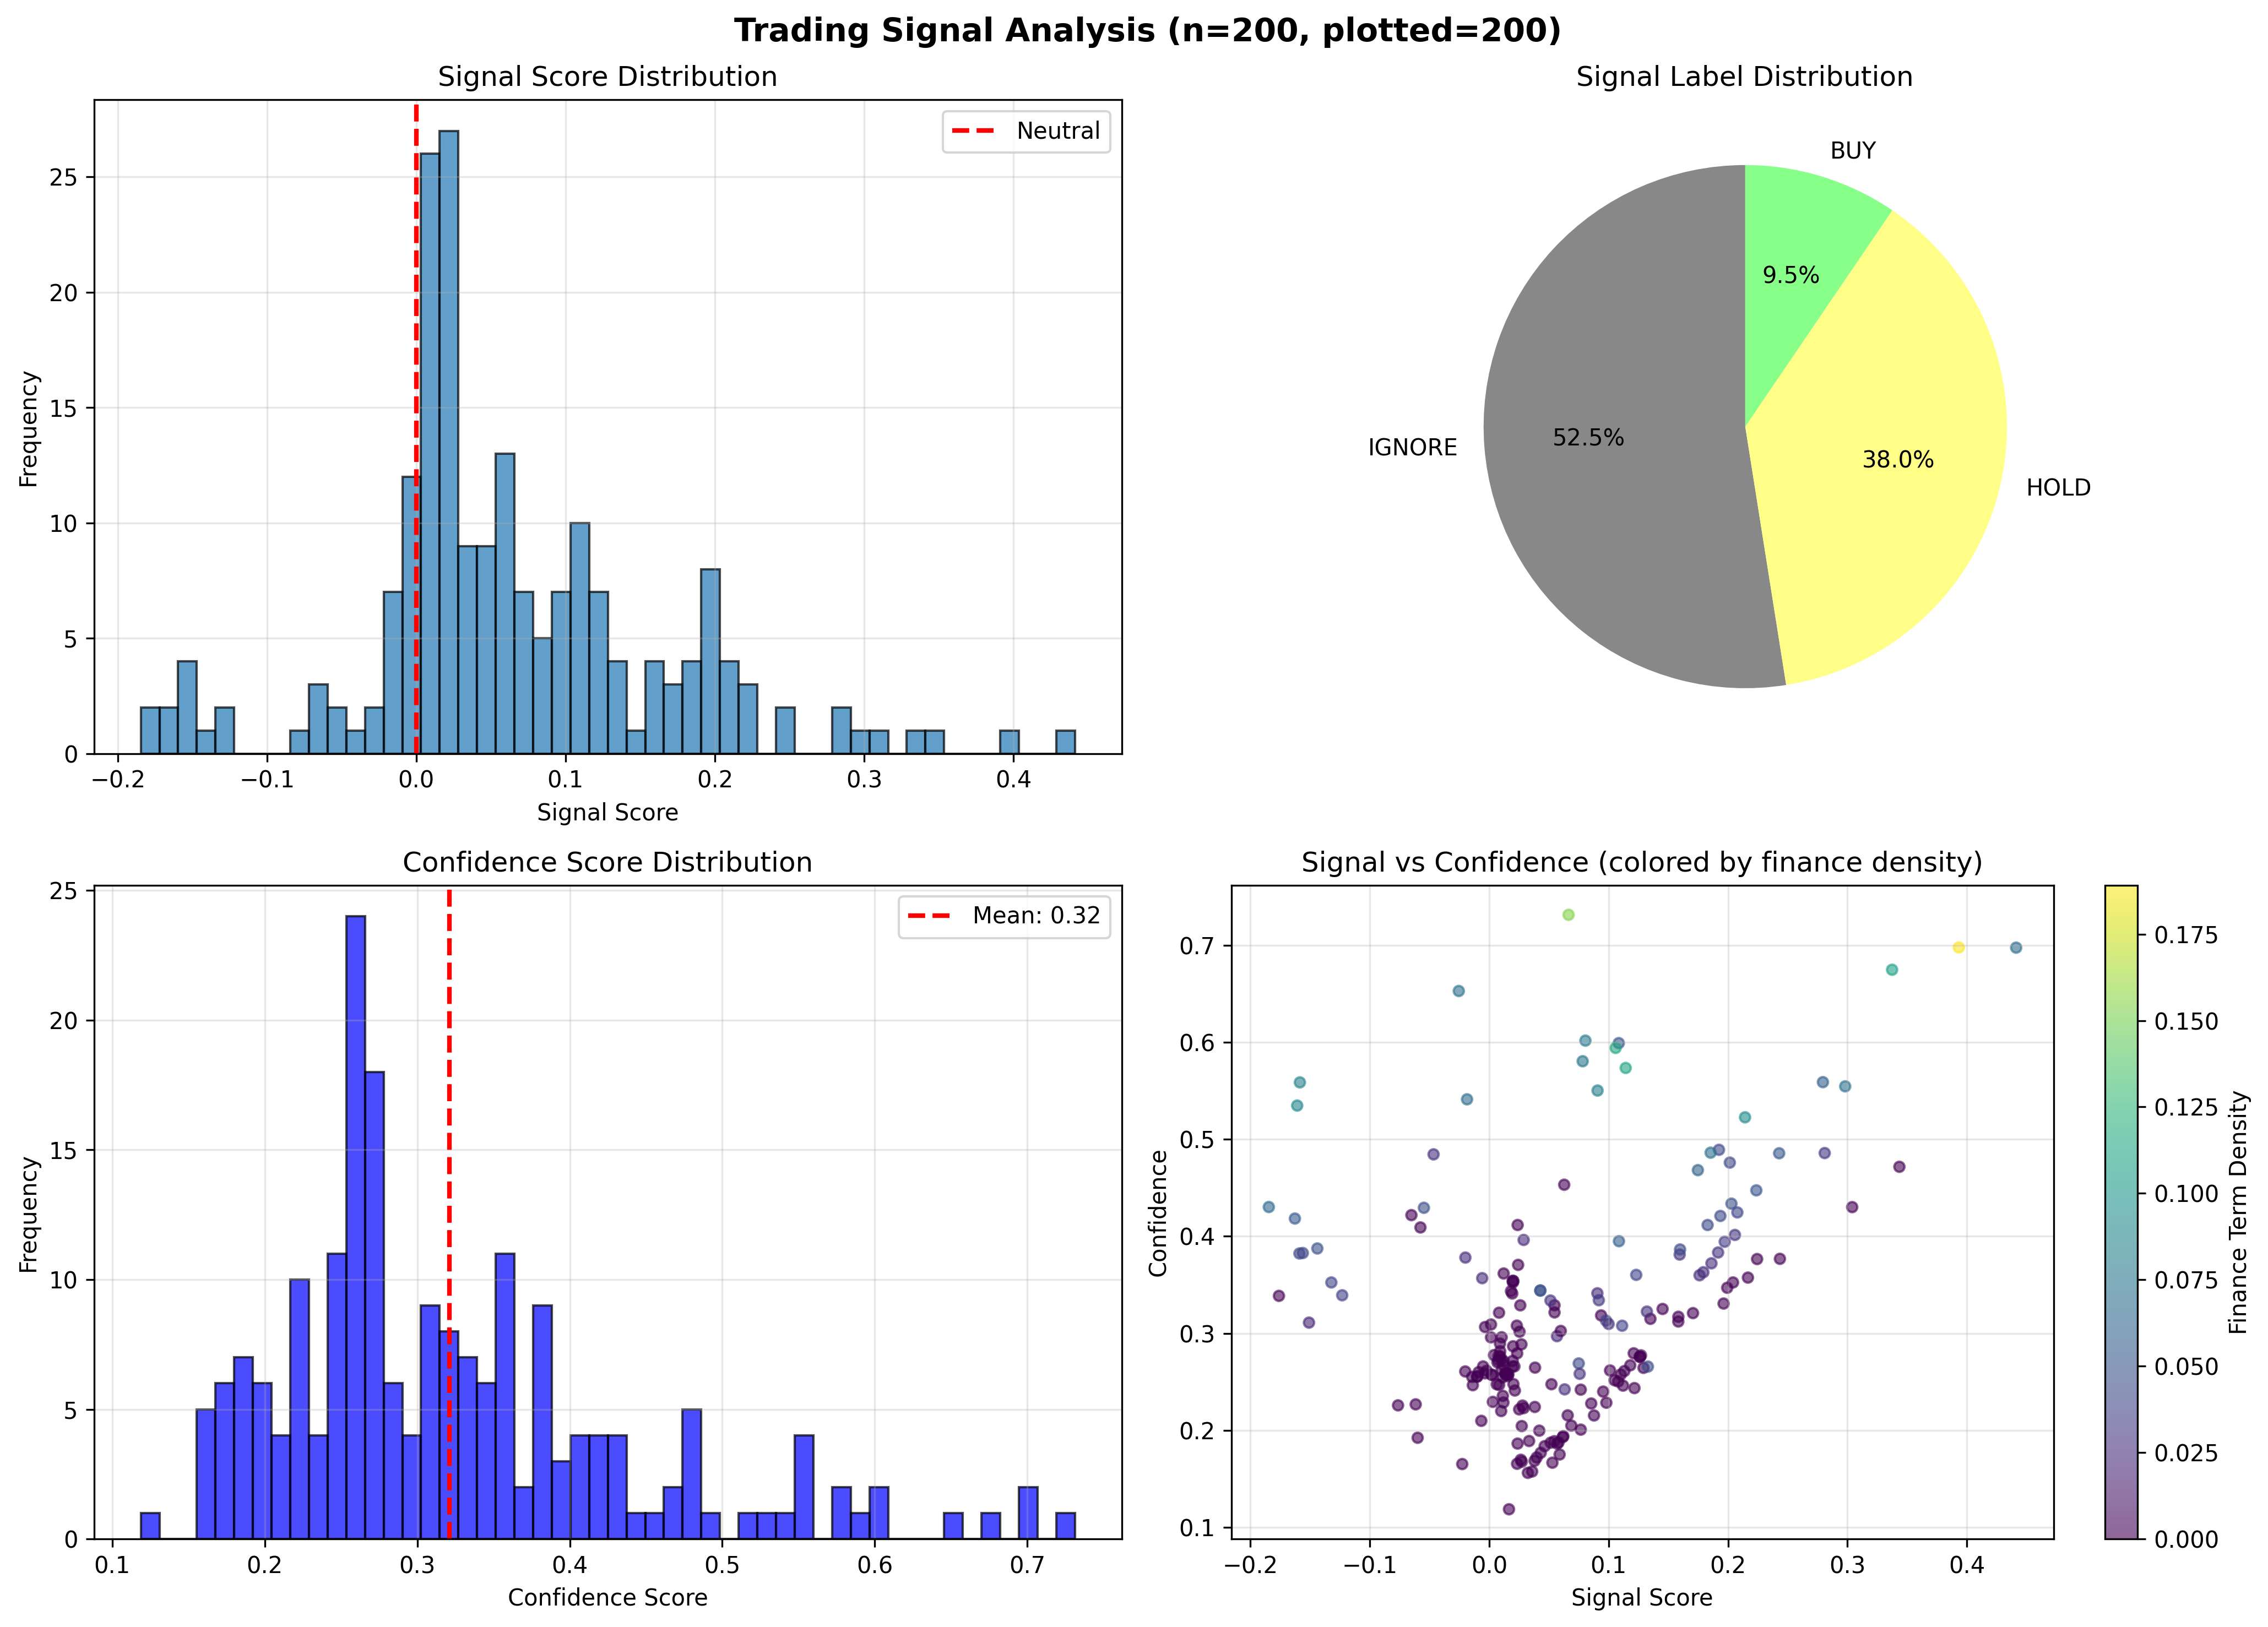 Trading Signal Analysis (n=200, plotted=200)
Signal Score Distribution
Neutral
25
20
15
10
5
0
Frequency
−0.2 −0.1 0.0 0.1 0.2 0.3 0.4
Signal Score
Signal Label Distribution
BUY
9.5%
IGNORE
52.5%
38.0%
HOLD
Confidence Score Distribution
Mean: 0.32
25
20
15
10
5
0
Frequency
0.1 0.2 0.3 0.4 0.5 0.6 0.7
Confidence Score
Signal vs Confidence (colored by finance density)
0.7
0.6
0.5
0.4
0.3
0.2
0.1
Confidence
−0.2 −0.1 0.0 0.1 0.2 0.3 0.4
Signal Score
0.175
0.150
0.125
0.100
0.075
0.050
0.025
0.000
Finance Term Density